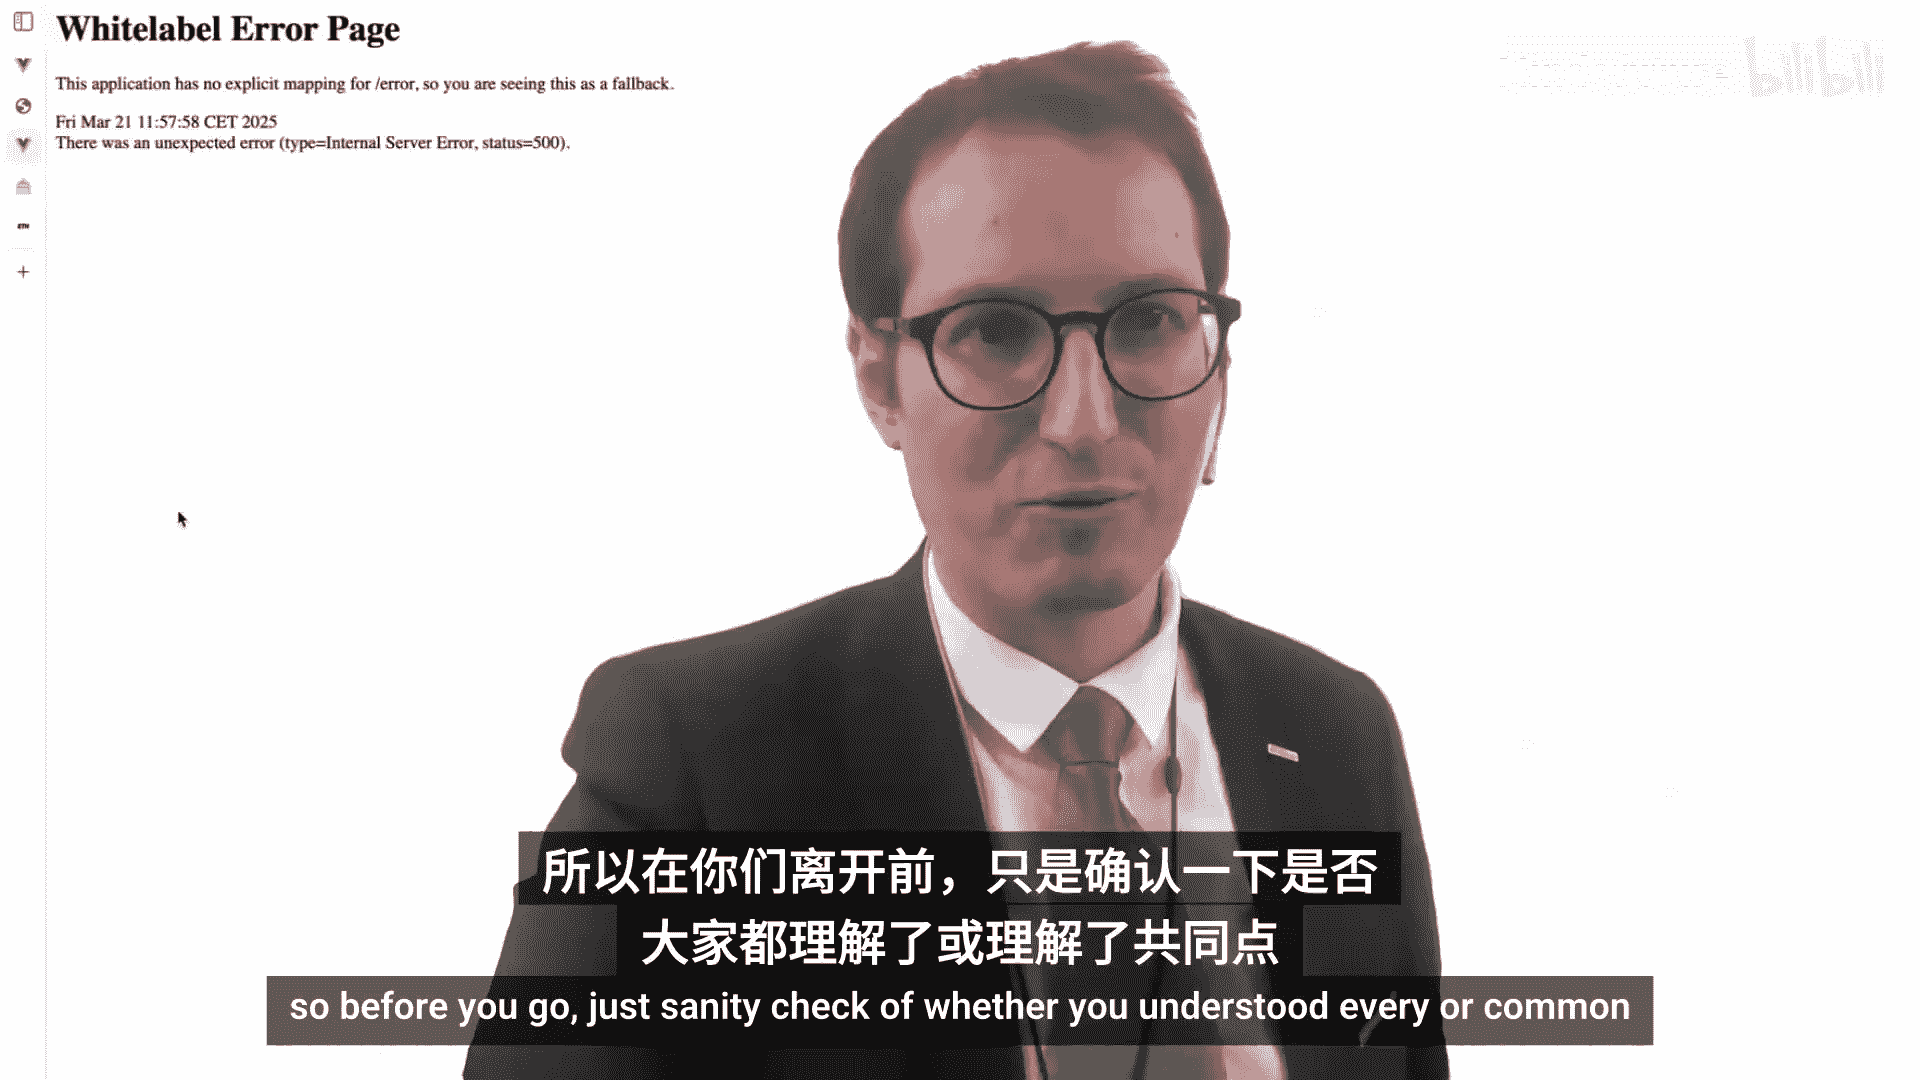 Whitelabel Error Page
This application has no explicit mapping for /error, so you are seeing this as a fallback.
Fri Mar 21 11:57:58 CET 2025
There was an unexpected error (type=Internal Server Error, status=500).
bilibili
ETH
所以在你们离开前，只是确认一下是否
大家都理解了或理解了共同点
so before you go, just sanity check of whether you understood every or common